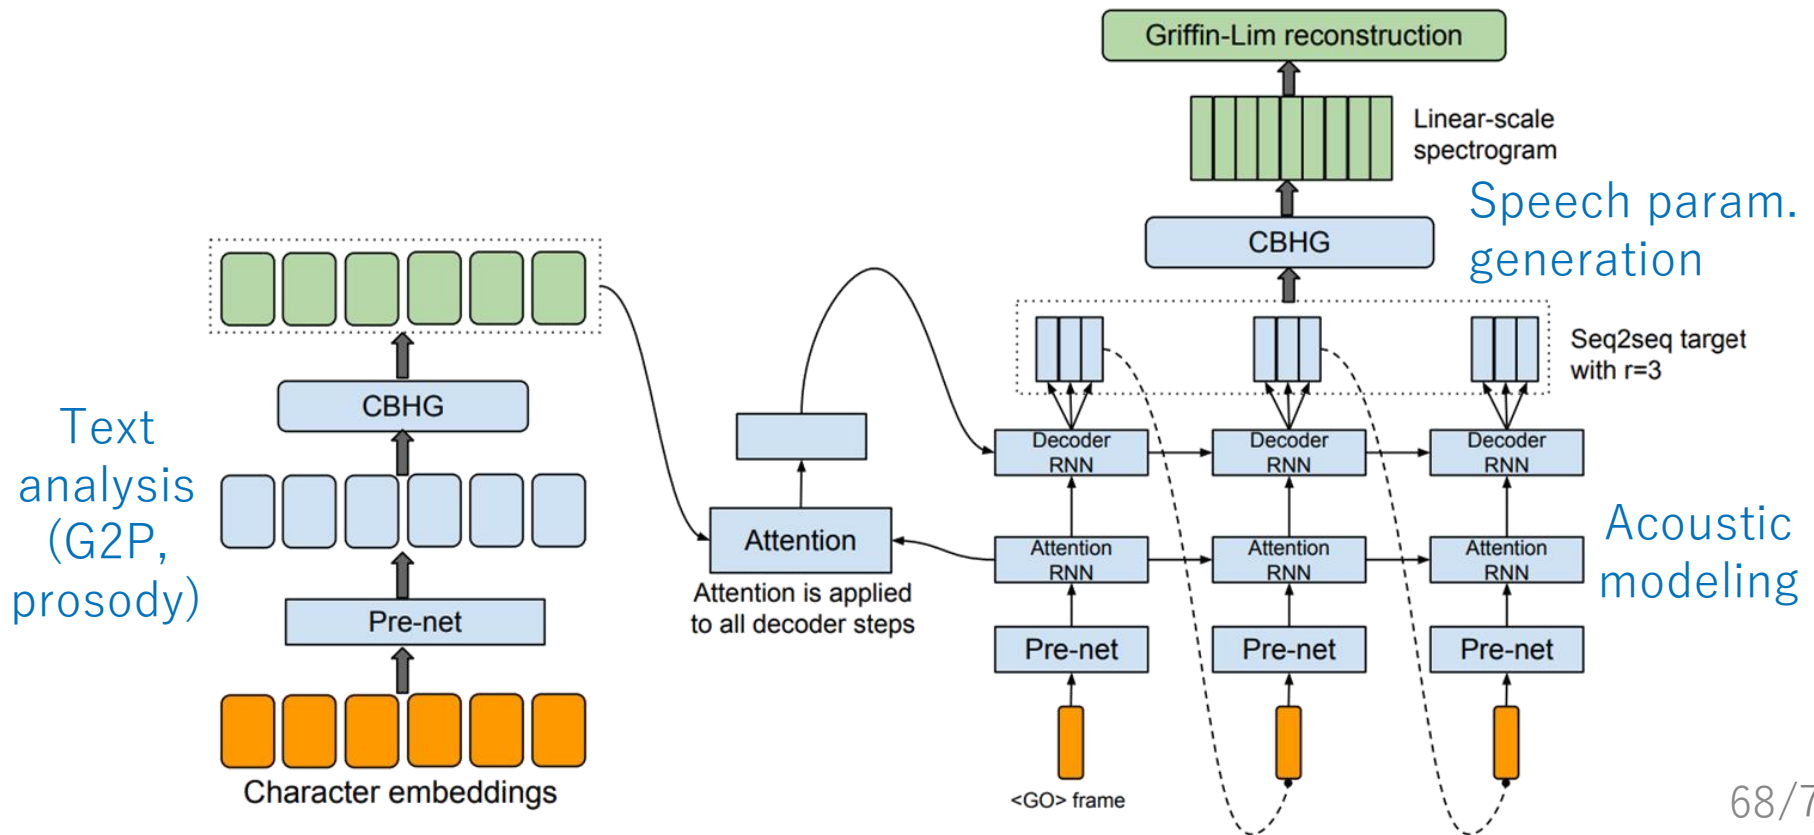 Griffin-Lim reconstruction
Linear-scale
spectrogram
Speech param.
generation
CBHG
Seq2seq target
with r=3
CBHG
Text
analysis
(G2P,
prosody)
Pre-net
Character embeddings
Attention
Attention is applied
to all decoder steps
Decoder
RNN
Decoder
RNN
Decoder
RNN
Attention
RNN
Attention
RNN
Attention
RNN
Acoustic
modeling
Pre-net
Pre-net
Pre-net
<GO> frame
68/7